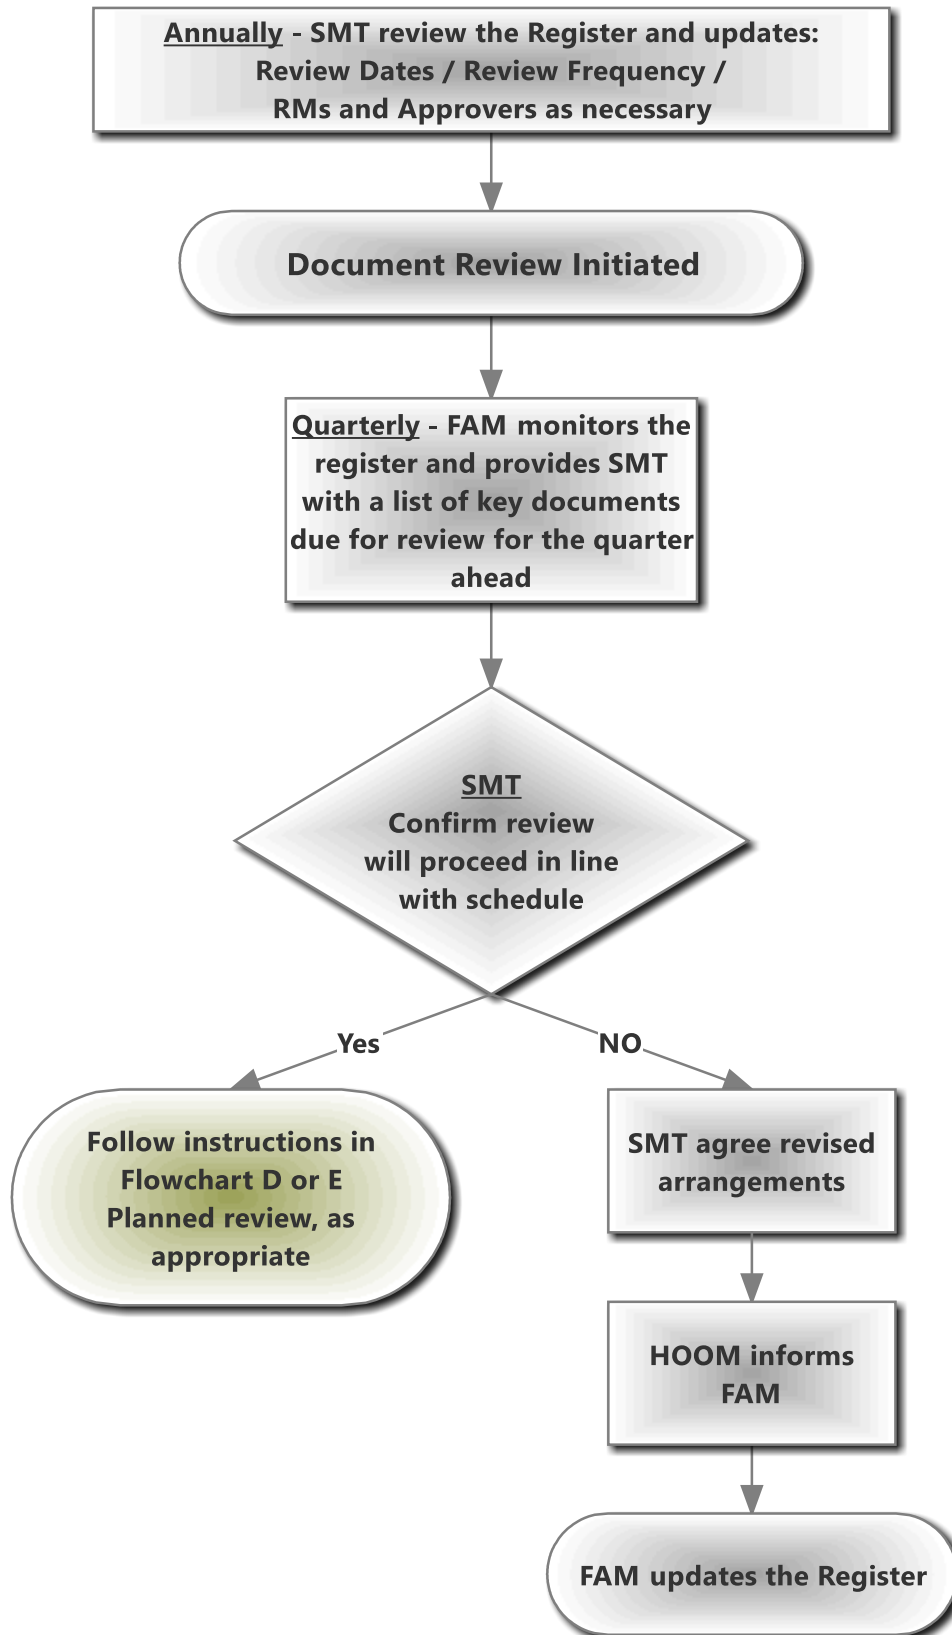 Annually - SMT review the Register and updates:
Review Dates / Review Frequency /
RMs and Approvers as necessary
Document Review Initiated
Quarterly - FAM monitors the
register and provides SMT
with a list of key documents
due for review for the quarter
ahead
SMT
Confirm review
will proceed in line
with schedule
Yes
NO
Follow instructions in
Flowchart D or E
Planned review, as
appropriate
SMT agree revised
arrangements
HOOM informs
FAM
FAM updates the Register